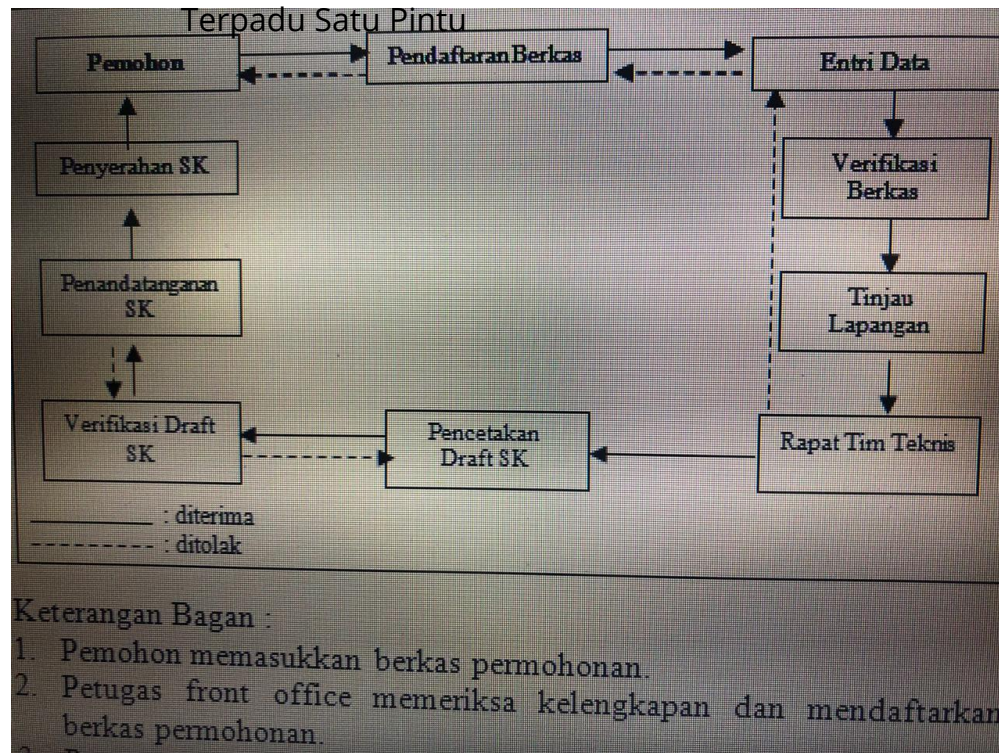 Terpadu Satu Pintu
Pemohon
Pendaftaran Berkas
Entri Data
Penyerahan SK
Verifikasi
Berkas
Penandatanganan
SK
Tinjau
Lapangan
Verifikasi Draft
SK
Pencetakan
Draft SK
Rapat Tim Teknis
: diterima
: ditolak
Keterangan Bagan :
1. Pemohon memasukkan berkas permohonan.
2. Petugas front office memeriksa kelengkapan dan mendaftarkan
berkas permohonan.